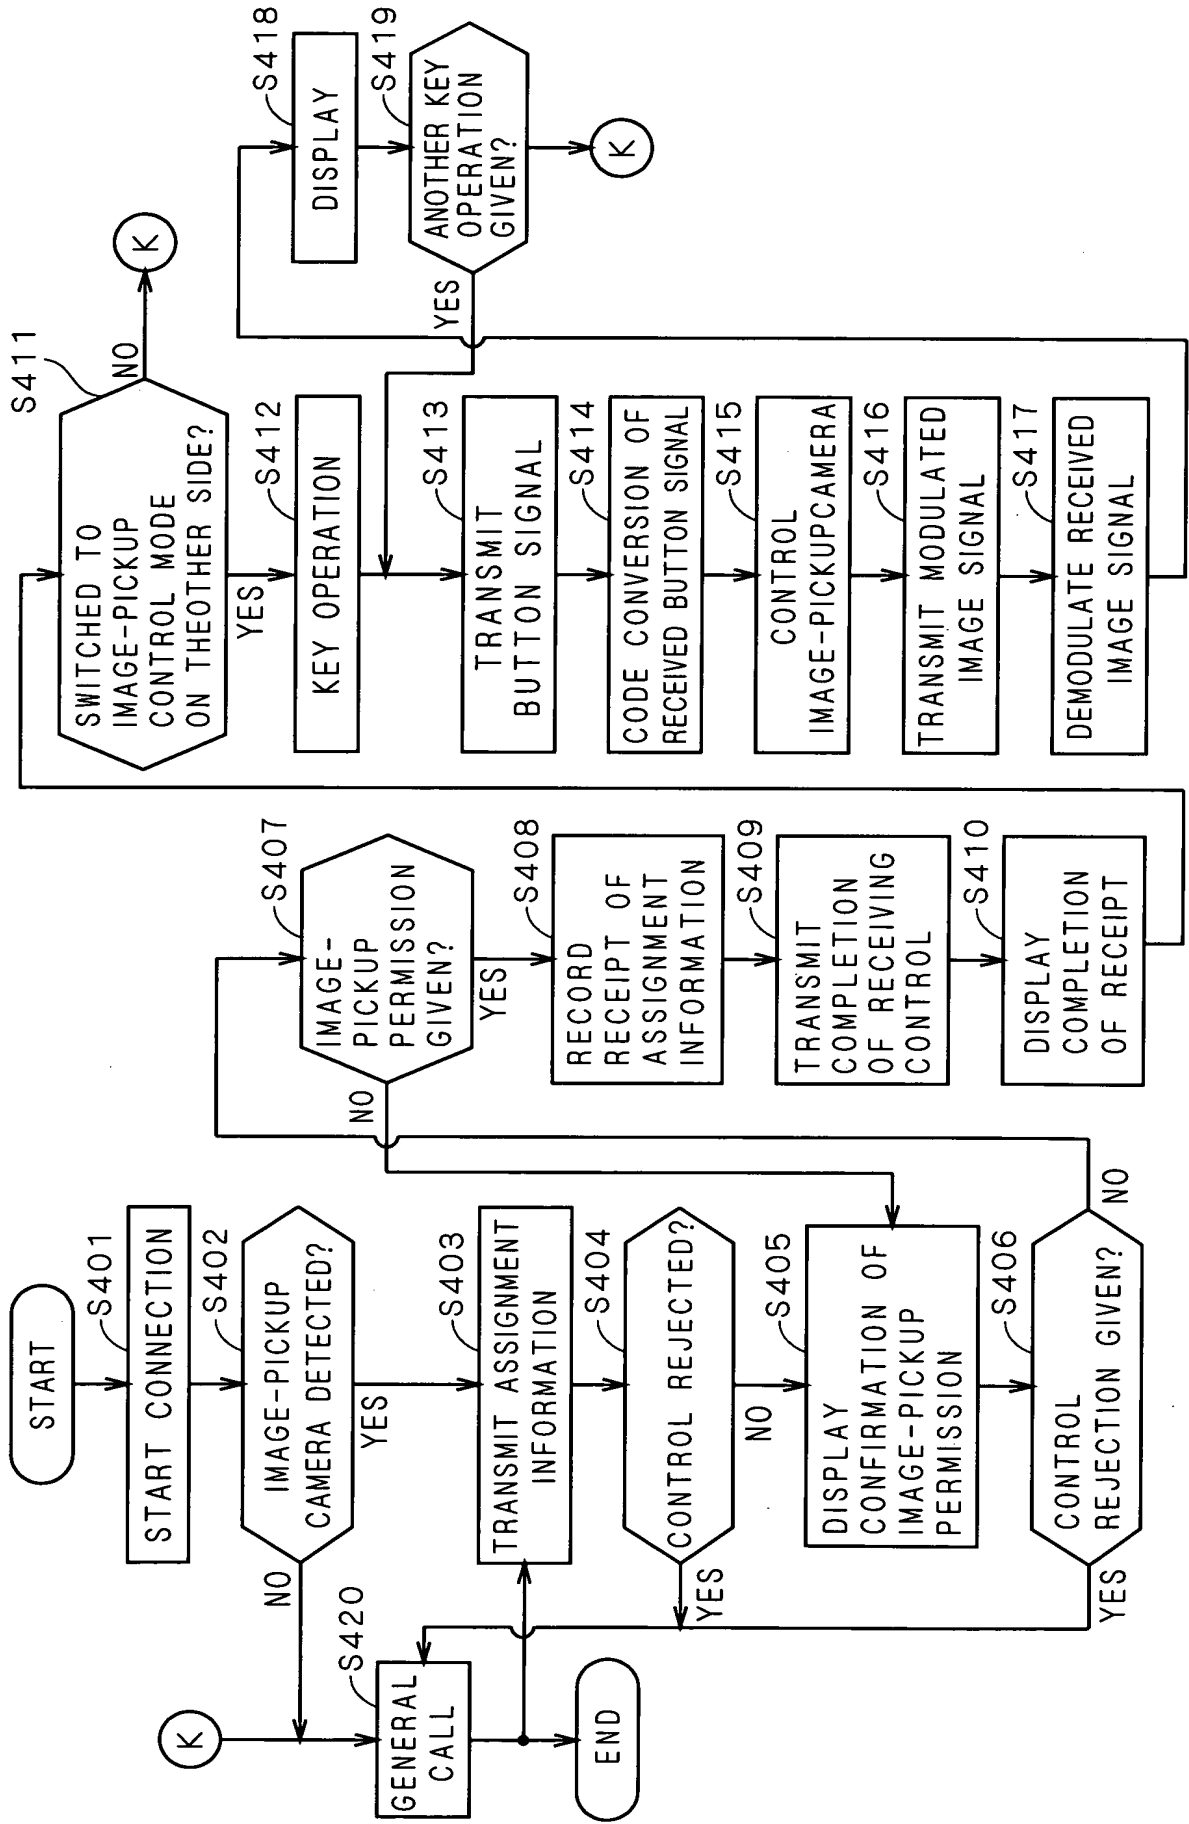 START
S401
START CONNECTION
S402
IMAGE-PICKUP
CAMERA DETECTED?
NO
YES
K
S420
GENERAL
CALL
END
S403
TRANSMIT ASSIGNMENT
INFORMATION
S404
CONTROL REJECTED?
YES
NO
S405
DISPLAY
CONFIRMATION OF
IMAGE-PICKUP
PERMISSION
S406
CONTROL
REJECTION GIVEN?
YES
NO
S407
IMAGE-
PICKUP
PERMISSION
GIVEN?
NO
YES
S408
RECORD
RECEIPT OF
ASSIGNMENT
INFORMATION
S409
TRANSMIT
COMPLETION
OF RECEIVING
CONTROL
S410
DISPLAY
COMPLETION
OF RECEIPT
S411
SWITCHED TO
IMAGE-PICKUP
CONTROL MODE
ON THEOTHER SIDE?
NO
K
YES
S412
KEY OPERATION
S413
TRANSMIT
BUTTON SIGNAL
S414
CODE CONVERSION OF
RECEIVED BUTTON SIGNAL
S415
CONTROL
IMAGE-PICKUPCAMERA
S416
TRANSMIT MODULATED
IMAGE SIGNAL
S417
DEMODULATE RECEIVED
IMAGE SIGNAL
S418
DISPLAY
S419
ANOTHER KEY
OPERATION
GIVEN?
YES
K